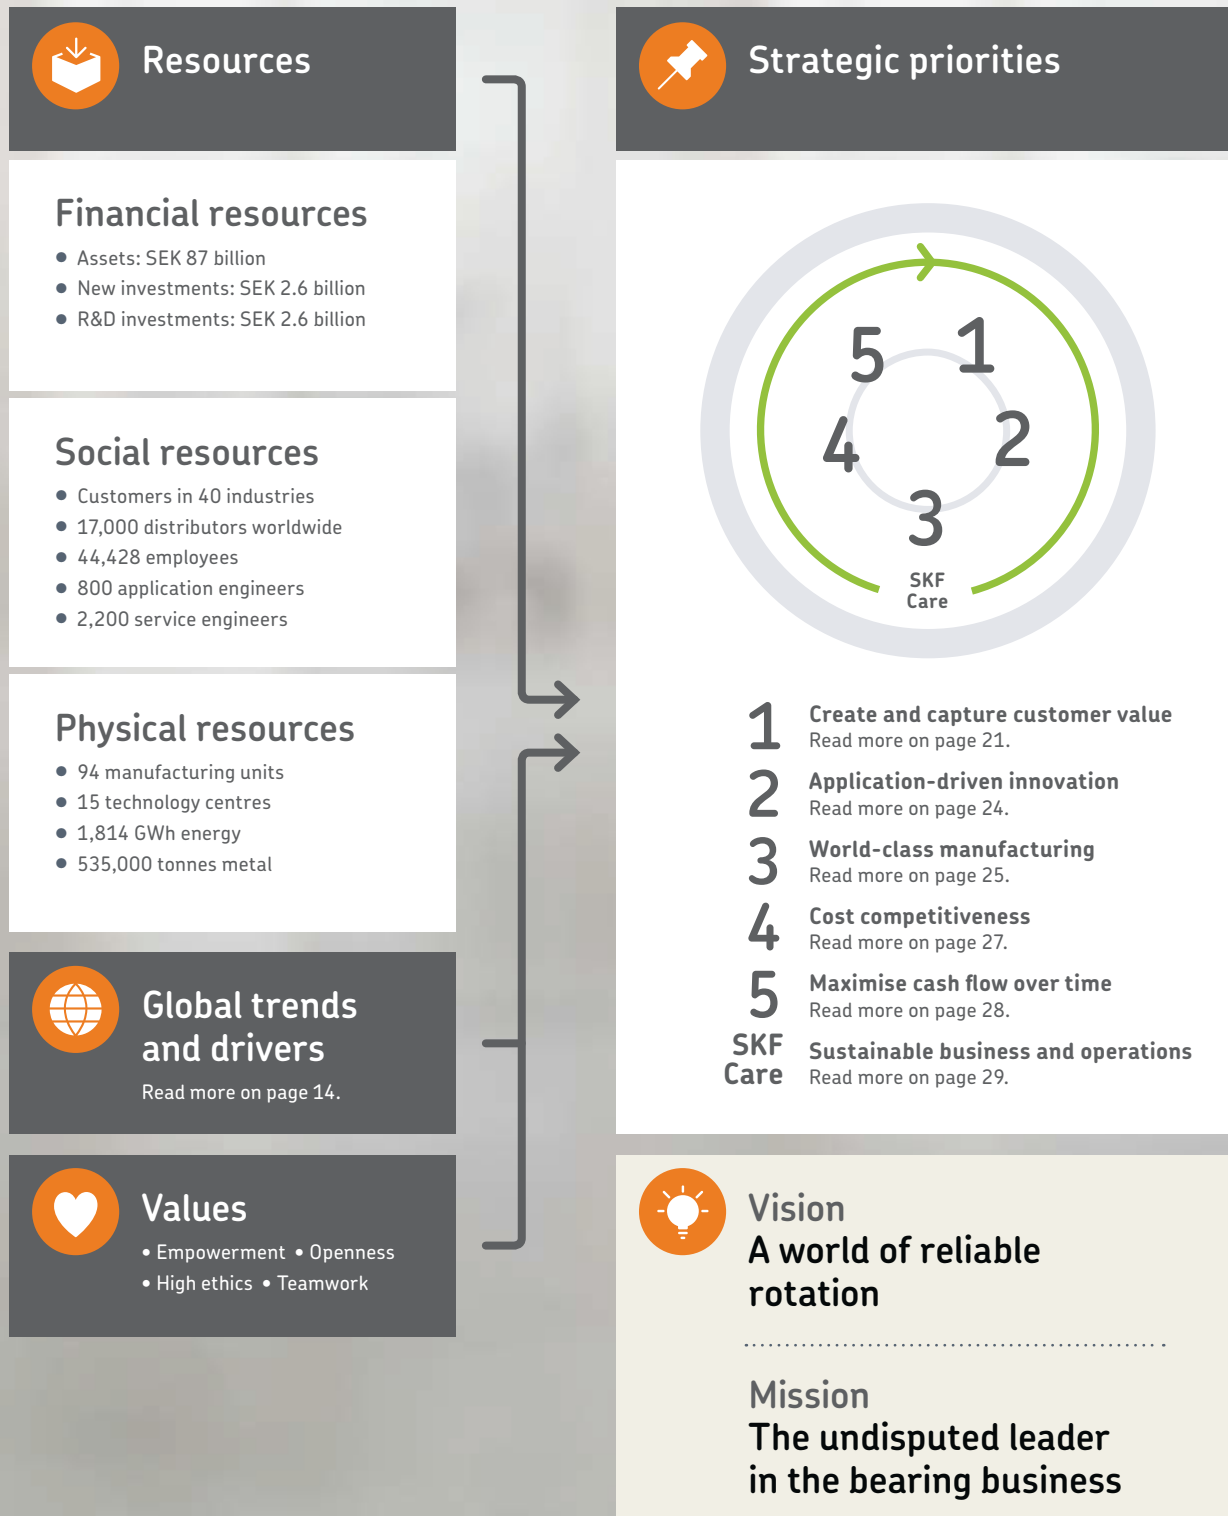 Resources
Financial resources
• Assets: SEK 87 billion
• New investments: SEK 2.6 billion
• R&D investments: SEK 2.6 billion
Social resources
• Customers in 40 industries
• 17,000 distributors worldwide
• 44,428 employees
• 800 application engineers
• 2,200 service engineers
Physical resources
• 94 manufacturing units
• 15 technology centres
• 1,814 GWh energy
• 535,000 tonnes metal
Global trends
and drivers
Read more on page 14.
Values
• Empowerment • Openness
• High ethics • Teamwork
Strategic priorities
1
2
3
4
5
SKF
Care
1 Create and capture customer value
Read more on page 21.
2 Application-driven innovation
Read more on page 24.
3 World-class manufacturing
Read more on page 25.
4 Cost competitiveness
Read more on page 27.
5 Maximise cash flow over time
Read more on page 28.
SKF
Care
Sustainable business and operations
Read more on page 29.
Vision
A world of reliable
rotation
Mission
The undisputed leader
in the bearing business